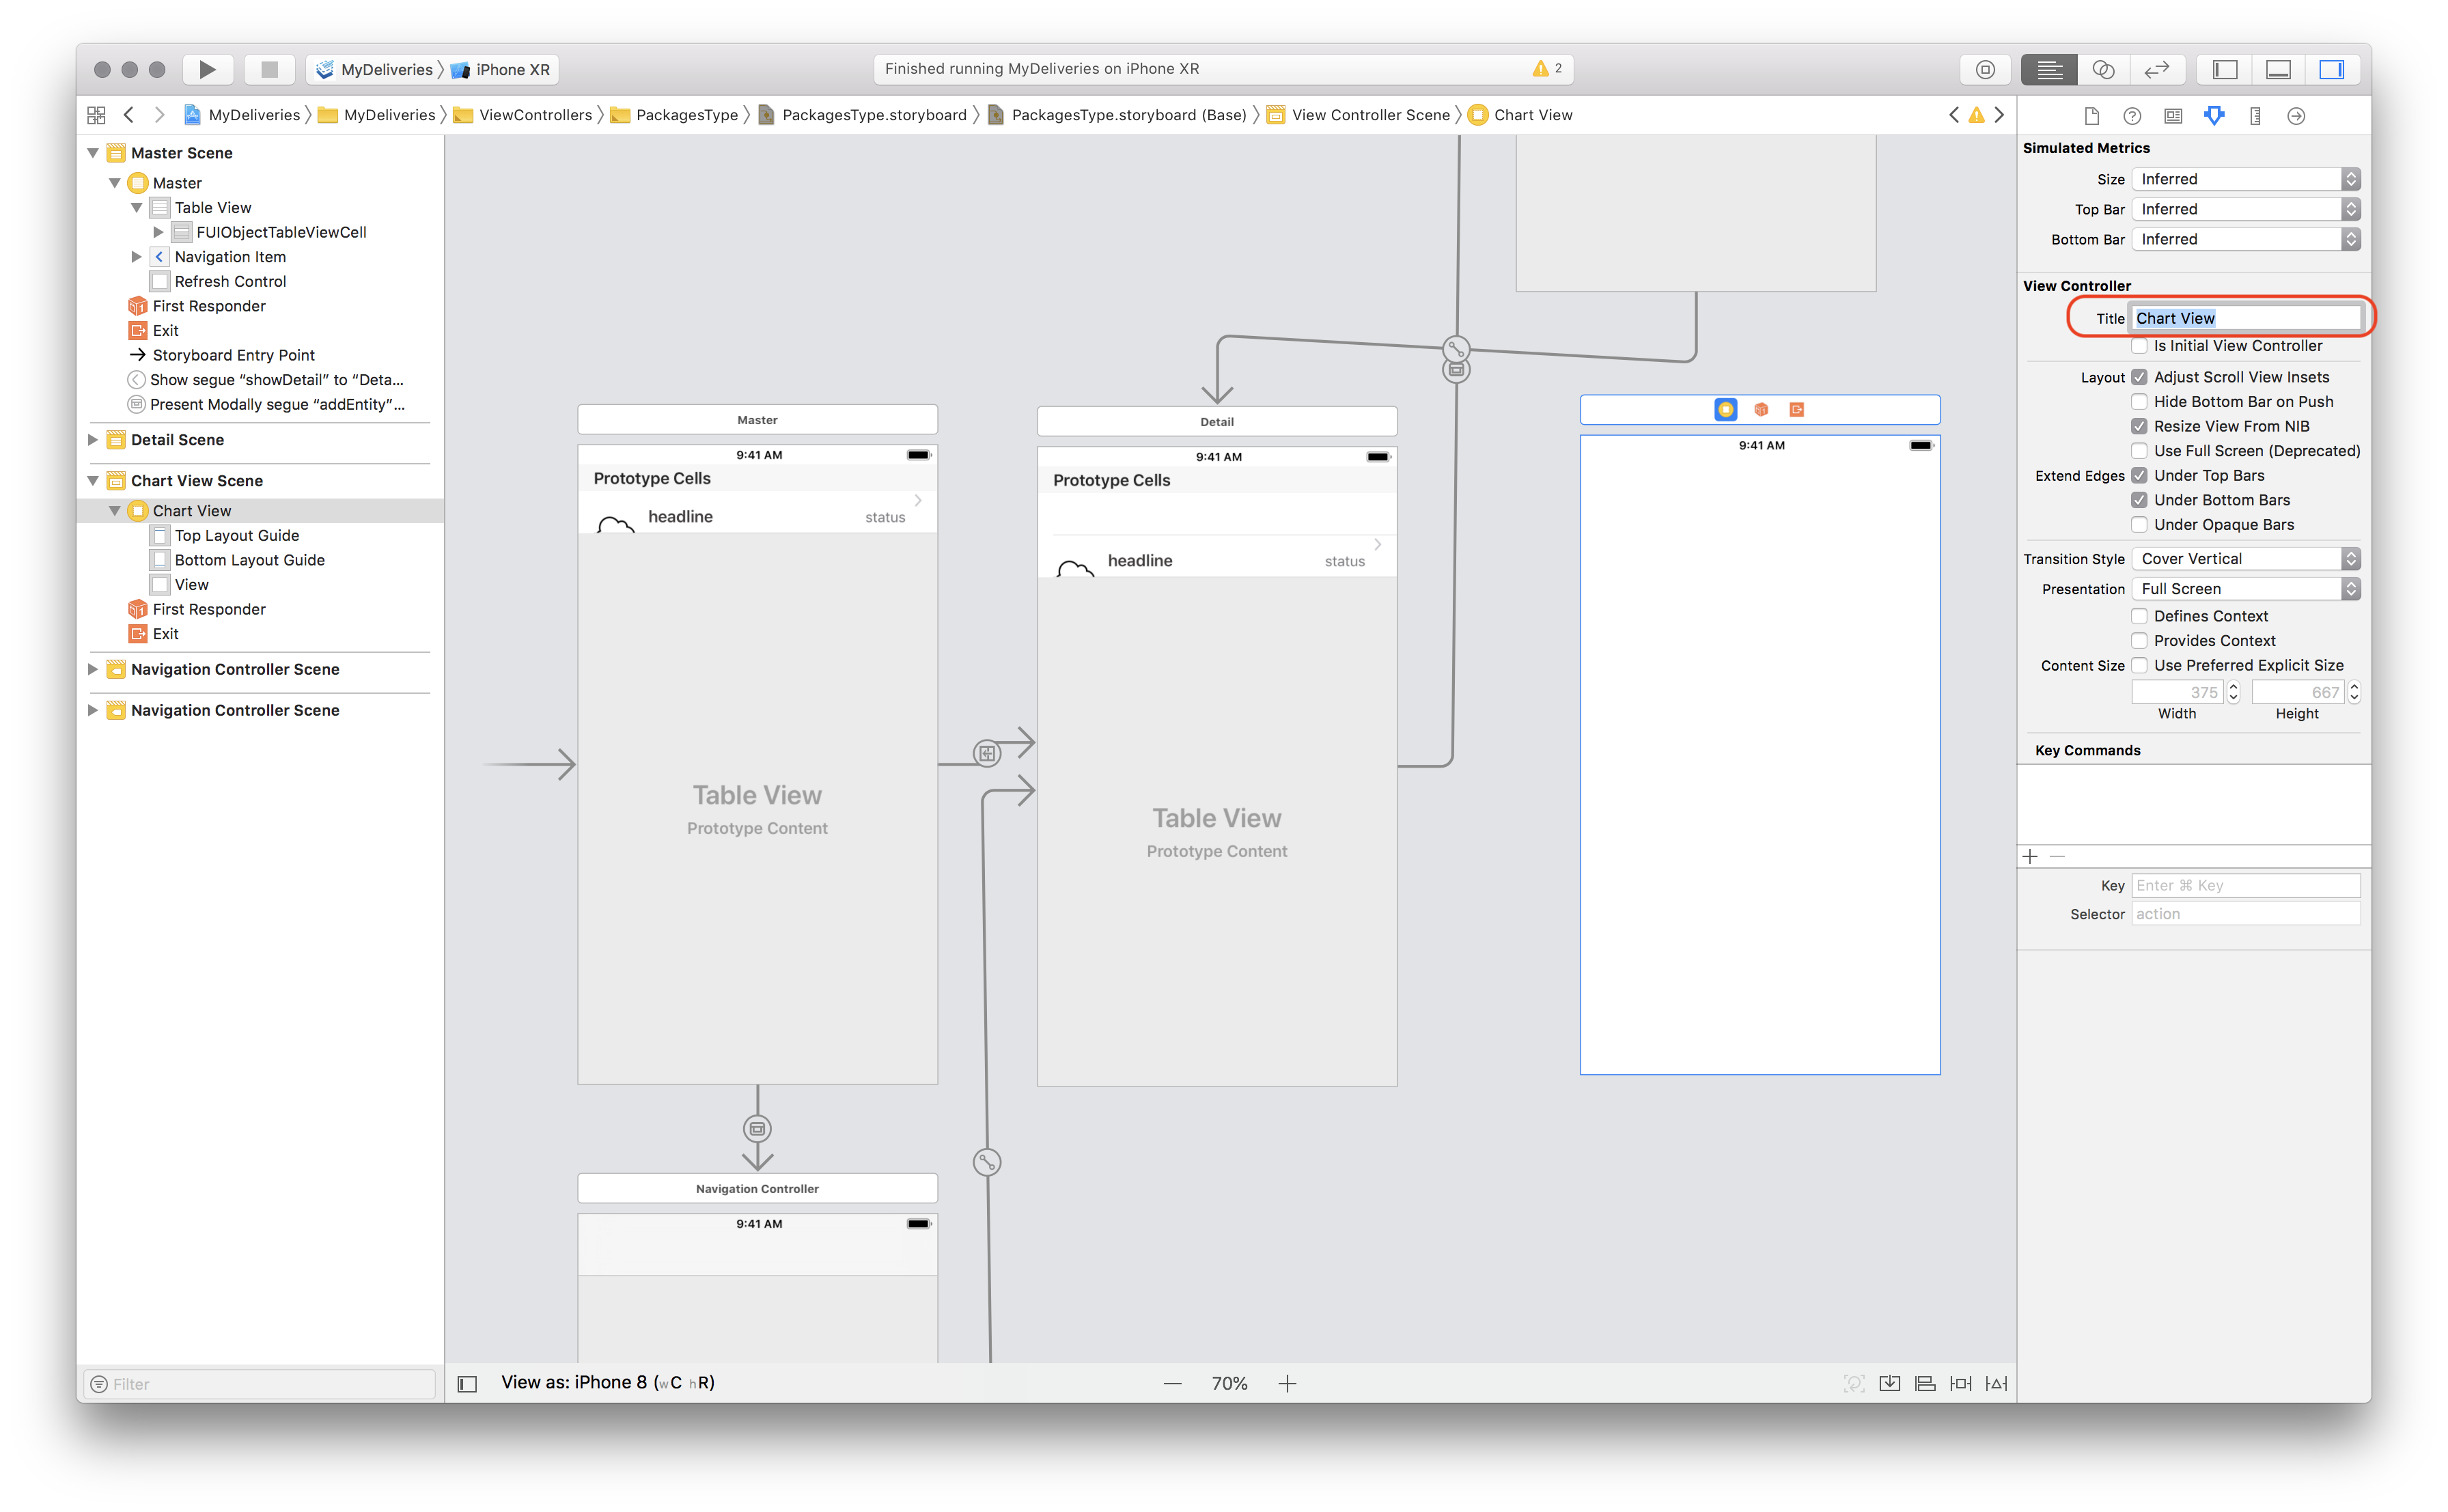 MyDeliveries iPhone XR
Finished running MyDeliveries on iPhone XR 2
MyDeliveries MyDeliveries ViewControllers PackagesType PackagesType.storyboard PackagesType.storyboard (Base) View Controller Scene Chart View
Master Scene
Master
Table View
FUIObjectTableViewCell
Navigation Item
Refresh Control
First Responder
Exit
Storyboard Entry Point
Show segue “showDetail” to “Deta...
Present Modally segue “addEntity”...
Detail Scene
Chart View Scene
Chart View
Top Layout Guide
Bottom Layout Guide
View
First Responder
Exit
Navigation Controller Scene
Navigation Controller Scene
Filter
Master
9:41 AM
Prototype Cells
headline status
Table View
Prototype Content
Navigation Controller
9:41 AM
Detail
9:41 AM
Prototype Cells
headline status
Table View
Prototype Content
9:41 AM
View as: iPhone 8 (wC hR)
70%
Simulated Metrics
Size Inferred
Top Bar Inferred
Bottom Bar Inferred
View Controller
Title Chart View
Is Initial View Controller
Layout Adjust Scroll View Insets
Hide Bottom Bar on Push
Resize View From NIB
Use Full Screen (Deprecated)
Extend Edges Under Top Bars
Under Bottom Bars
Under Opaque Bars
Transition Style Cover Vertical
Presentation Full Screen
Defines Context
Provides Context
Content Size Use Preferred Explicit Size
375 667
Width Height
Key Commands
Key Enter ⌘ Key
Selector action